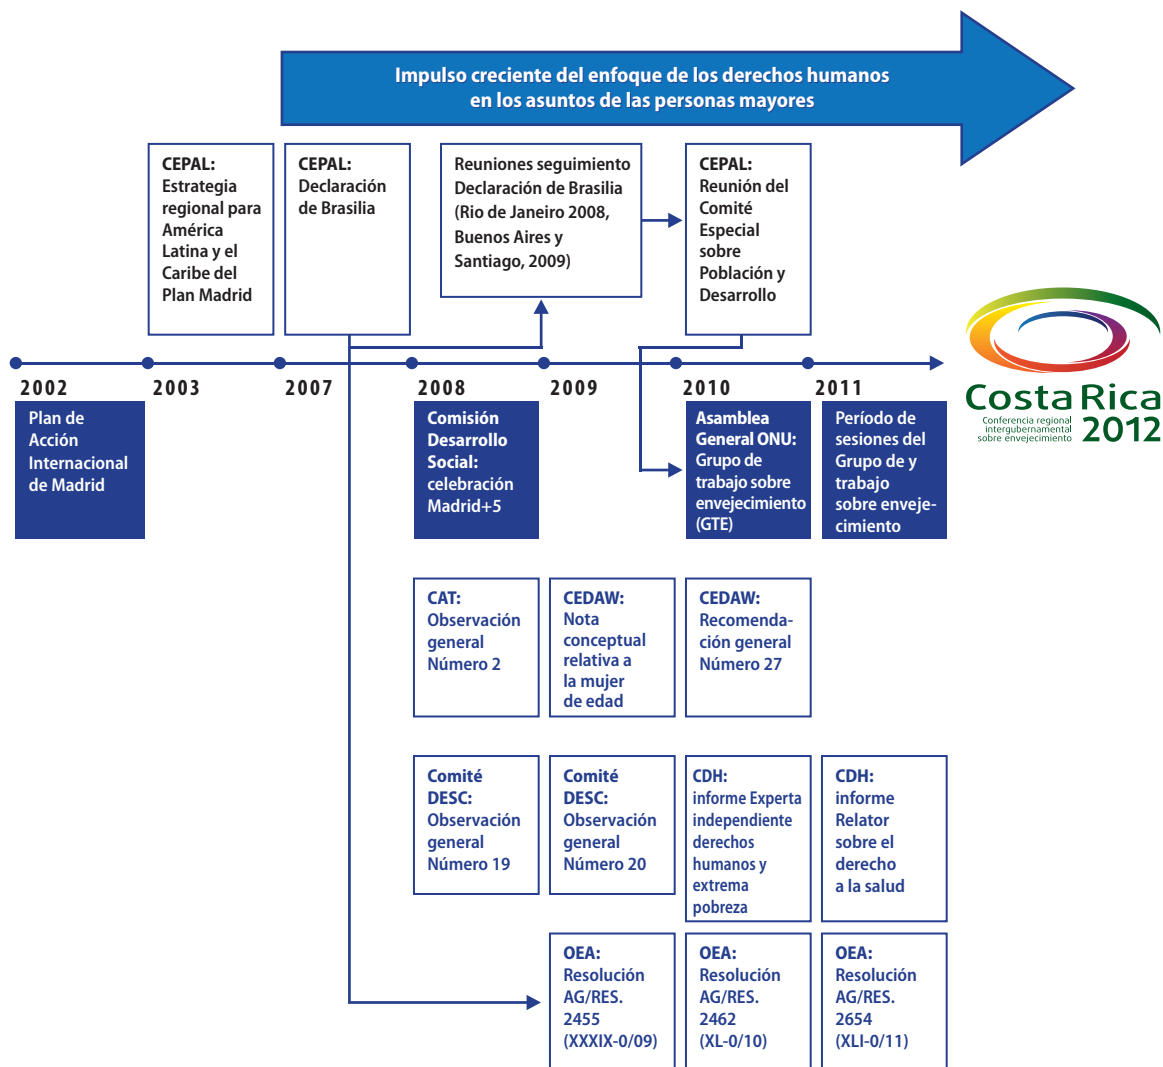 Impulso creciente del enfoque de los derechos humanos
en los asuntos de las personas mayores
CEPAL:
Estrategia
regional para
América
Latina y el
Caribe del
Plan Madrid
CEPAL:
Declaración
de Brasilia
Reuniones seguimiento
Declaración de Brasilia
(Rio de Janeiro 2008,
Buenos Aires y
Santiago, 2009)
CEPAL:
Reunión del
Comité
Especial
sobre
Población y
Desarrollo
2002
2003
2007
2008
2009
2010
2011
Costa Rica
Conferencia regional
intergubernamental
sobre envejecimiento
2012
Plan de
Acción
Internacional
de Madrid
Comisión
Desarrollo
Social:
celebración
Madrid+5
Asamblea
General ONU:
Grupo de
trabajo sobre
envejecimiento
(GTE)
Período de
sesiones del
Grupo de y
trabajo
sobre enveje-
cimiento
CAT:
Observación
general
Número 2
CEDAW:
Nota
conceptual
relativa a
la mujer
de edad
CEDAW:
Recomenda-
ción general
Número 27
Comité
DESC:
Observación
general
Número 19
Comité
DESC:
Observación
general
Número 20
CDH:
informe Experta
independiente
derechos
humanos y
extrema
pobreza
CDH:
informe
Relator
sobre el
derecho
a la salud
OEA:
Resolución
AG/RES.
2455
(XXXIX-0/09)
OEA:
Resolución
AG/RES.
2462
(XL-0/10)
OEA:
Resolución
AG/RES.
2654
(XLI-0/11)